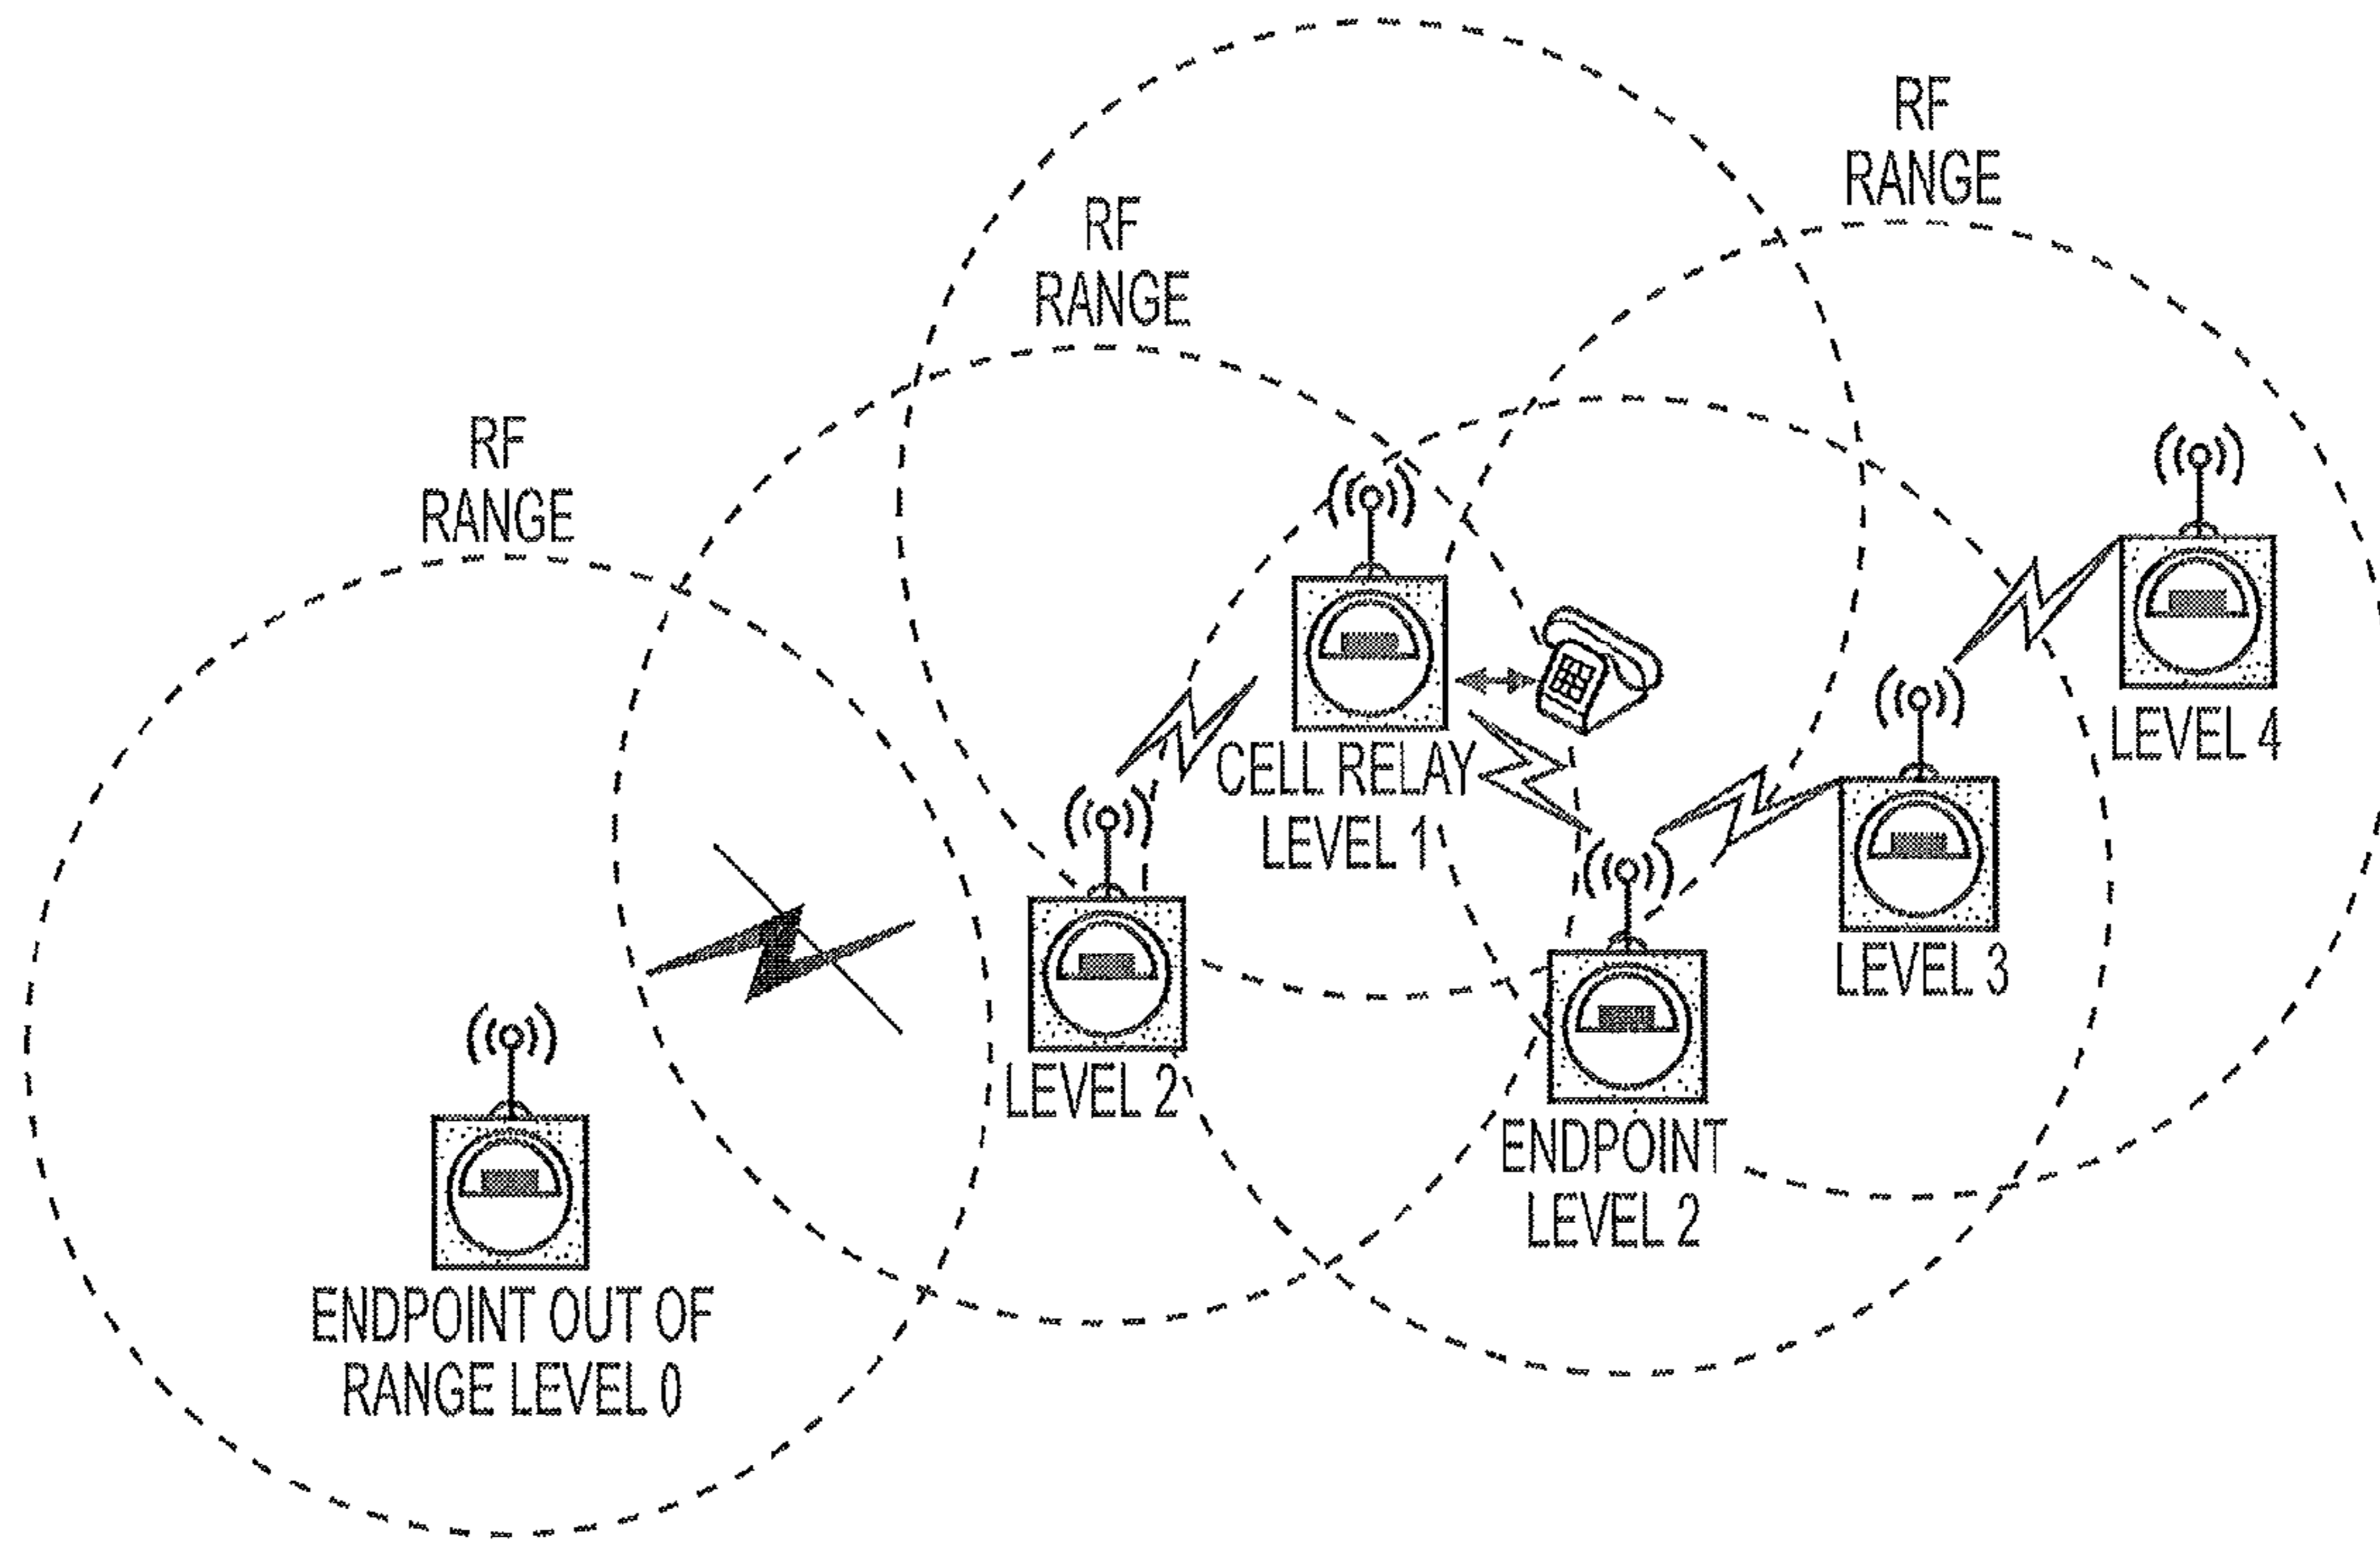 RF
RANGE
RF
RANGE
RF
RANGE
CELL RELAY
LEVEL 1
LEVEL 4
LEVEL 3
LEVEL 2
ENDPOINT
LEVEL 2
ENDPOINT OUT OF
RANGE LEVEL 0